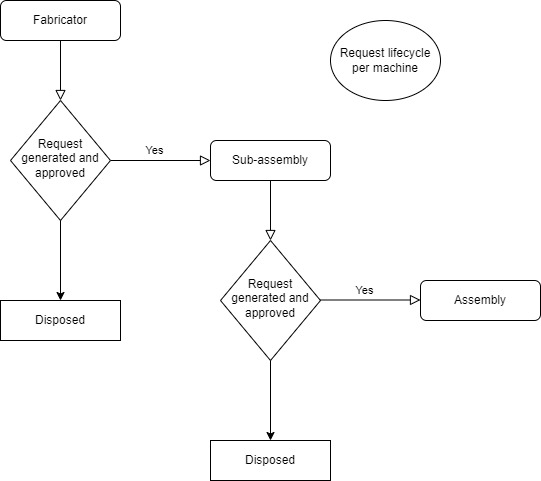 Fabricator
Request lifecycle
per machine
Request
generated and
approved
Yes
Sub-assembly
Request
generated and
approved
Yes
Assembly
Disposed
Disposed